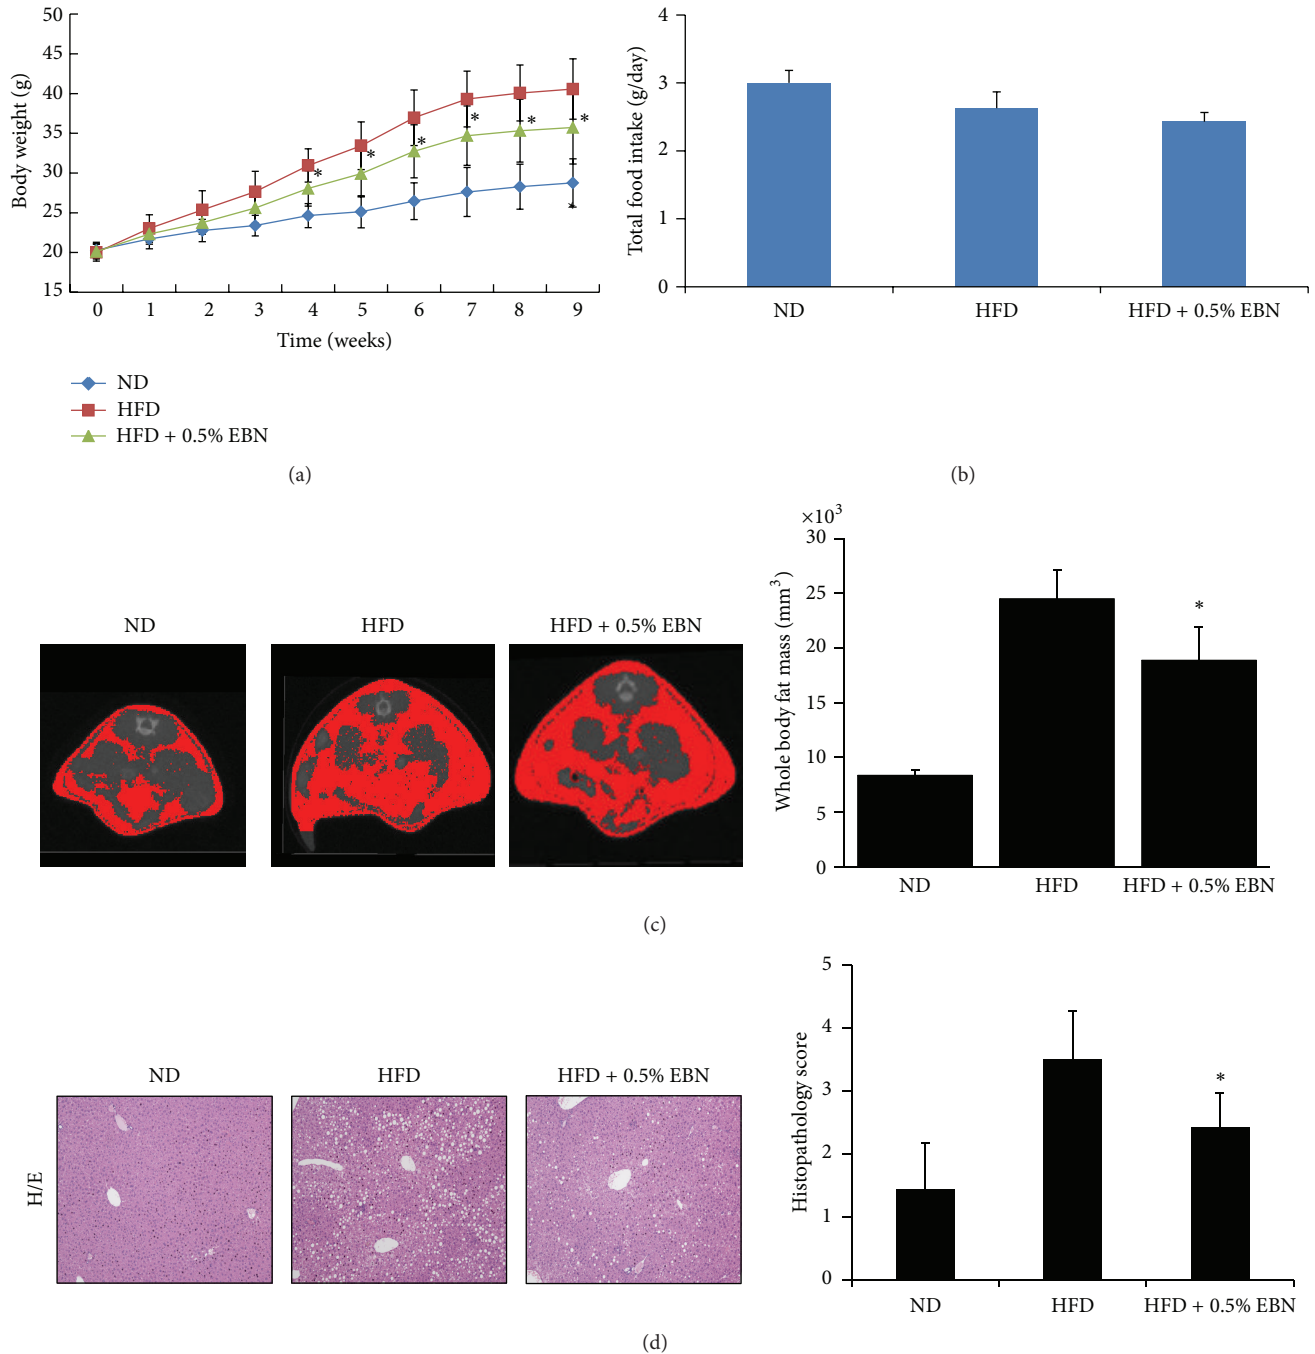 50
45
40
35
30
25
20
15
Body weight (g)
*
*
*
*
*
*
*
0 1 2 3 4 5 6 7 8 9
Time (weeks)
ND
HFD
HFD + 0.5% EBN
(a)
4
3
2
1
0
Total food intake (g/day)
ND HFD HFD + 0.5% EBN
(b)
ND HFD HFD + 0.5% EBN
×10³
30
25
20
15
10
5
0
Whole body fat mass (mm³)
*
ND HFD HFD + 0.5% EBN
(c)
ND HFD HFD + 0.5% EBN
H/E
5
4
3
2
1
0
Histopathology score
*
ND HFD HFD + 0.5% EBN
(d)